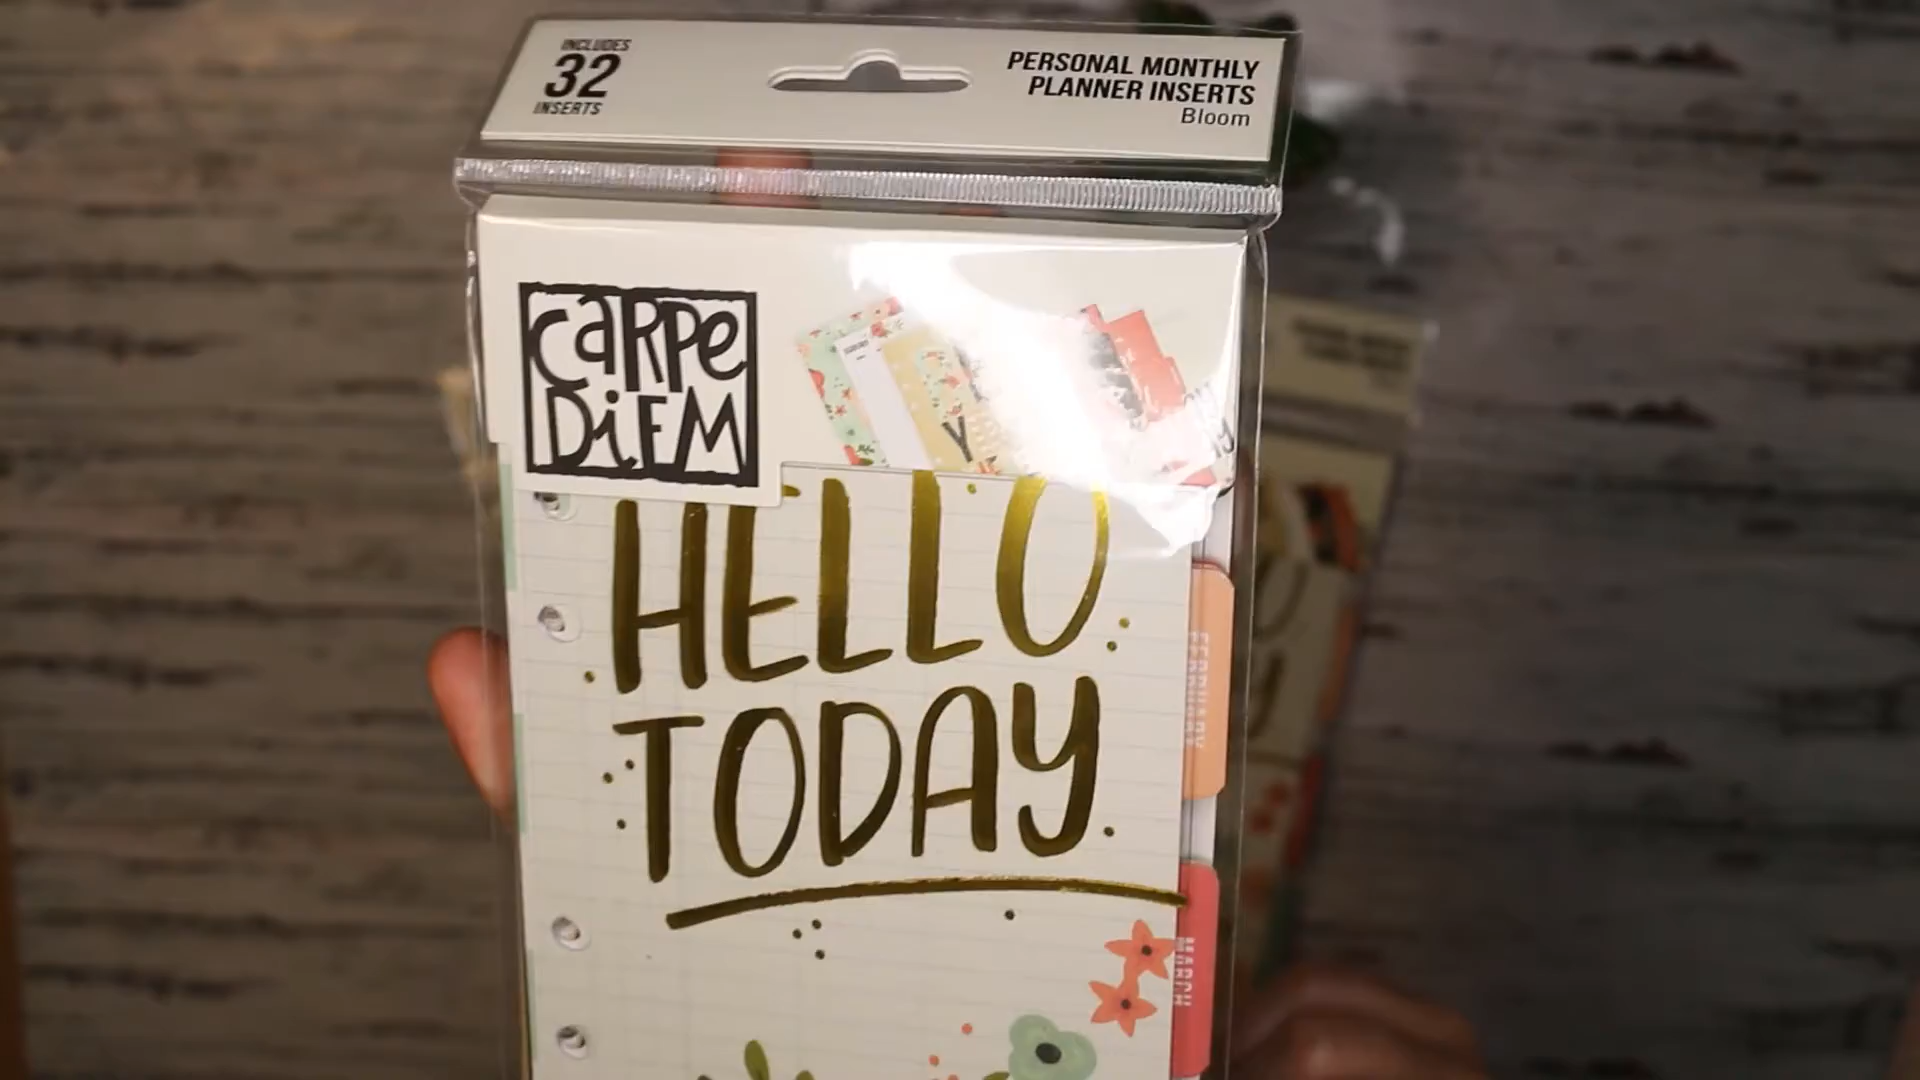 INCLUDES
32
INSERTS
PERSONAL MONTHLY
PLANNER INSERTS
Bloom
CARPE
DiEM
HELLO
TODAY
FEBRUARY
MARCH